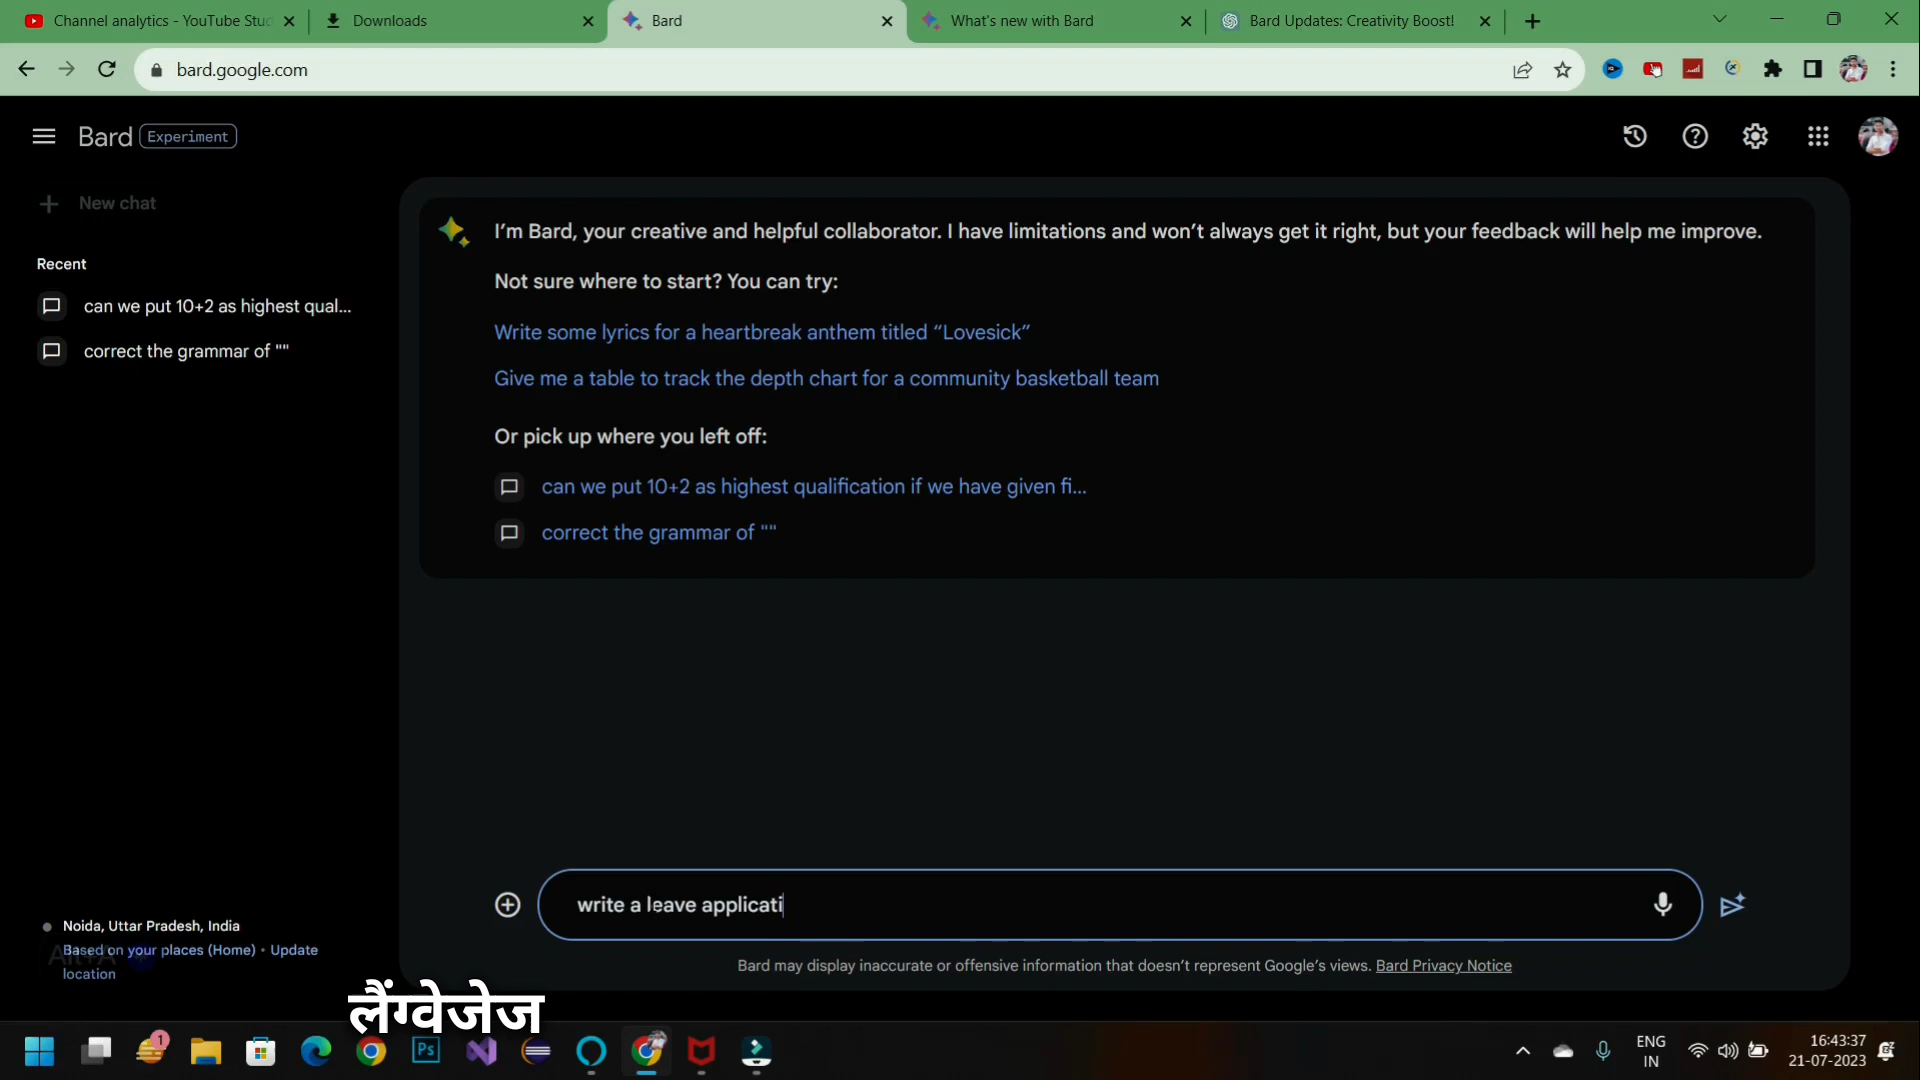 Channel analytics - YouTube Stu
Downloads
Bard
What's new with Bard
Bard Updates: Creativity Boost!
bard.google.com
Bard Experiment
New chat
Recent
can we put 10+2 as highest qual...
correct the grammar of ""
I'm Bard, your creative and helpful collaborator. I have limitations and won't always get it right, but your feedback will help me improve.
Not sure where to start? You can try:
Write some lyrics for a heartbreak anthem titled “Lovesick”
Give me a table to track the depth chart for a community basketball team
Or pick up where you left off:
can we put 10+2 as highest qualification if we have given fi...
correct the grammar of ""
write a leave applicati
Bard may display inaccurate or offensive information that doesn't represent Google's views. Bard Privacy Notice
Noida, Uttar Pradesh, India
Based on your places (Home) • Update
location
Alt+A
लैंग्वेजेज
1
Ps
ENG
IN
16:43:37
21-07-2023